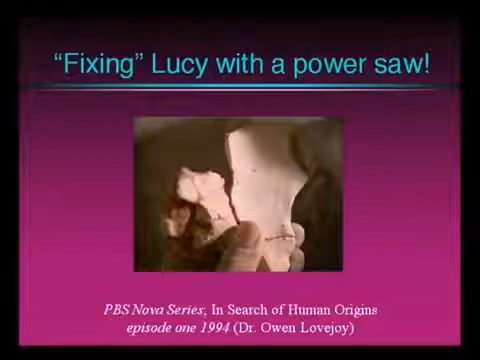 “Fixing” Lucy with a power saw!
PBS Nova Series, In Search of Human Origins
episode one 1994 (Dr. Owen Lovejoy)